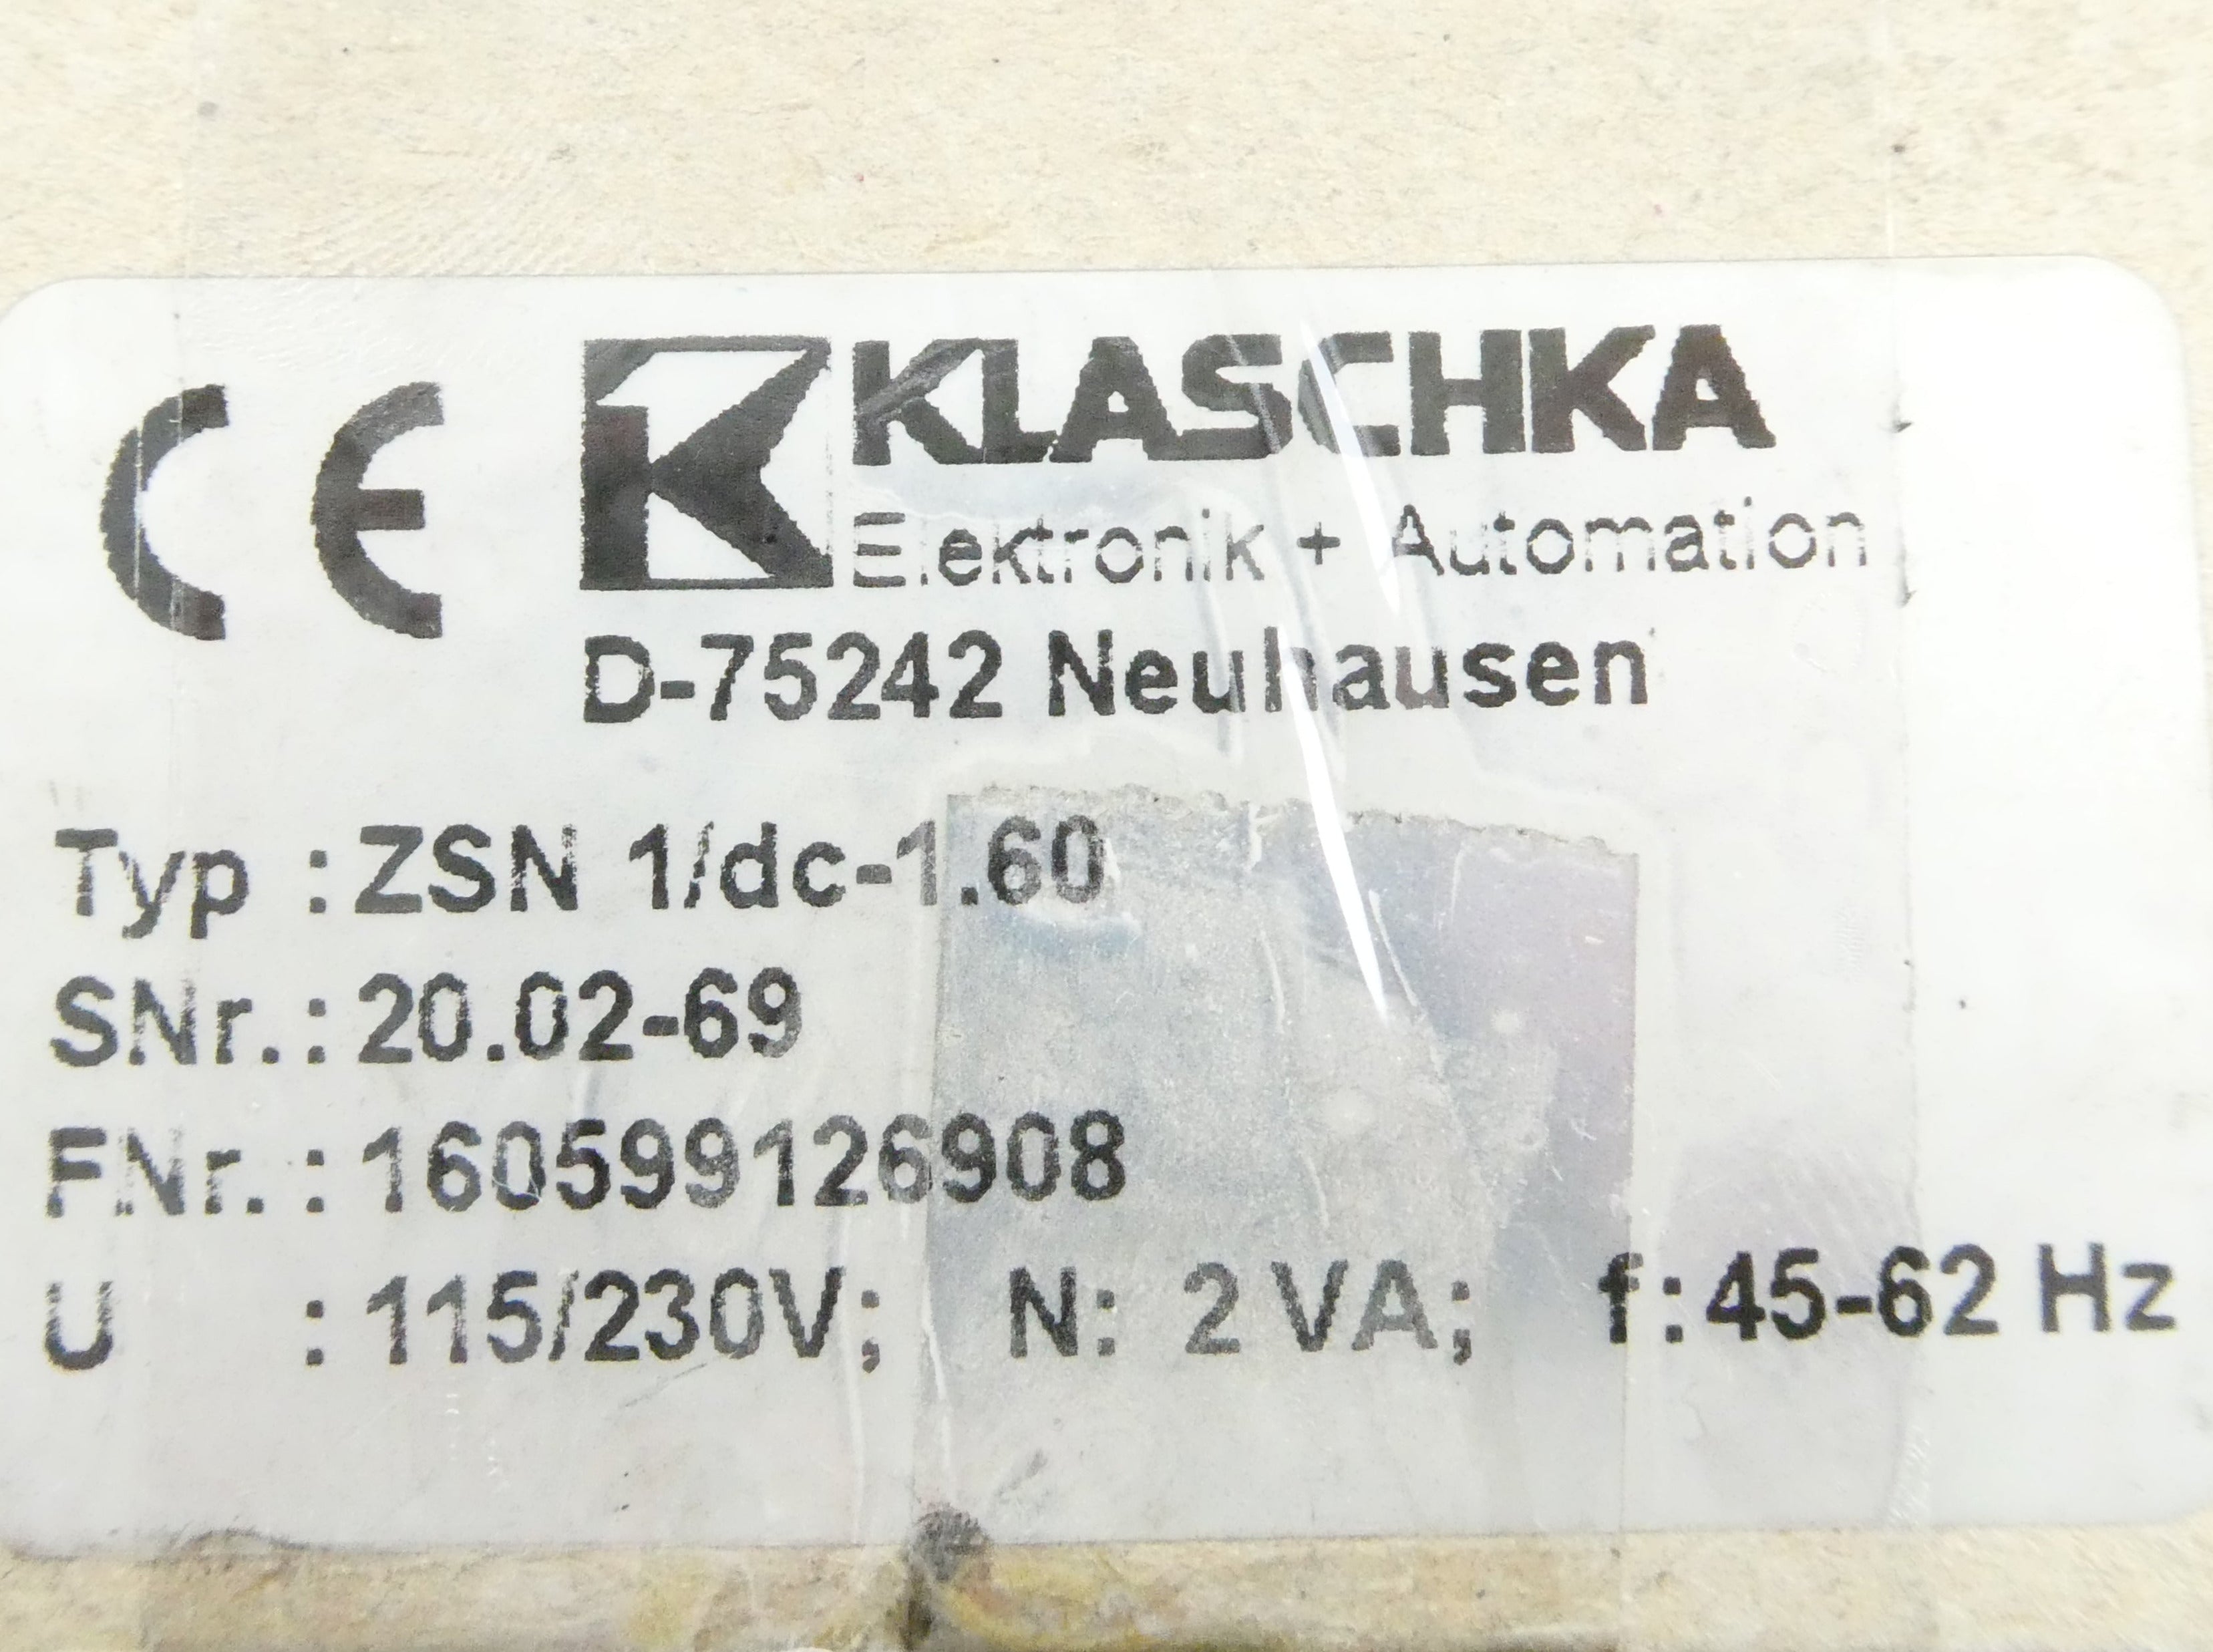 CE KLASCHKA
Elektronik + Automation
D-75242 Neuhausen
Typ : ZSN 1/dc-1.60
SNr. : 20.02-69
FNr. : 160599126908
U : 115/230V; N: 2 VA; f: 45-62 Hz